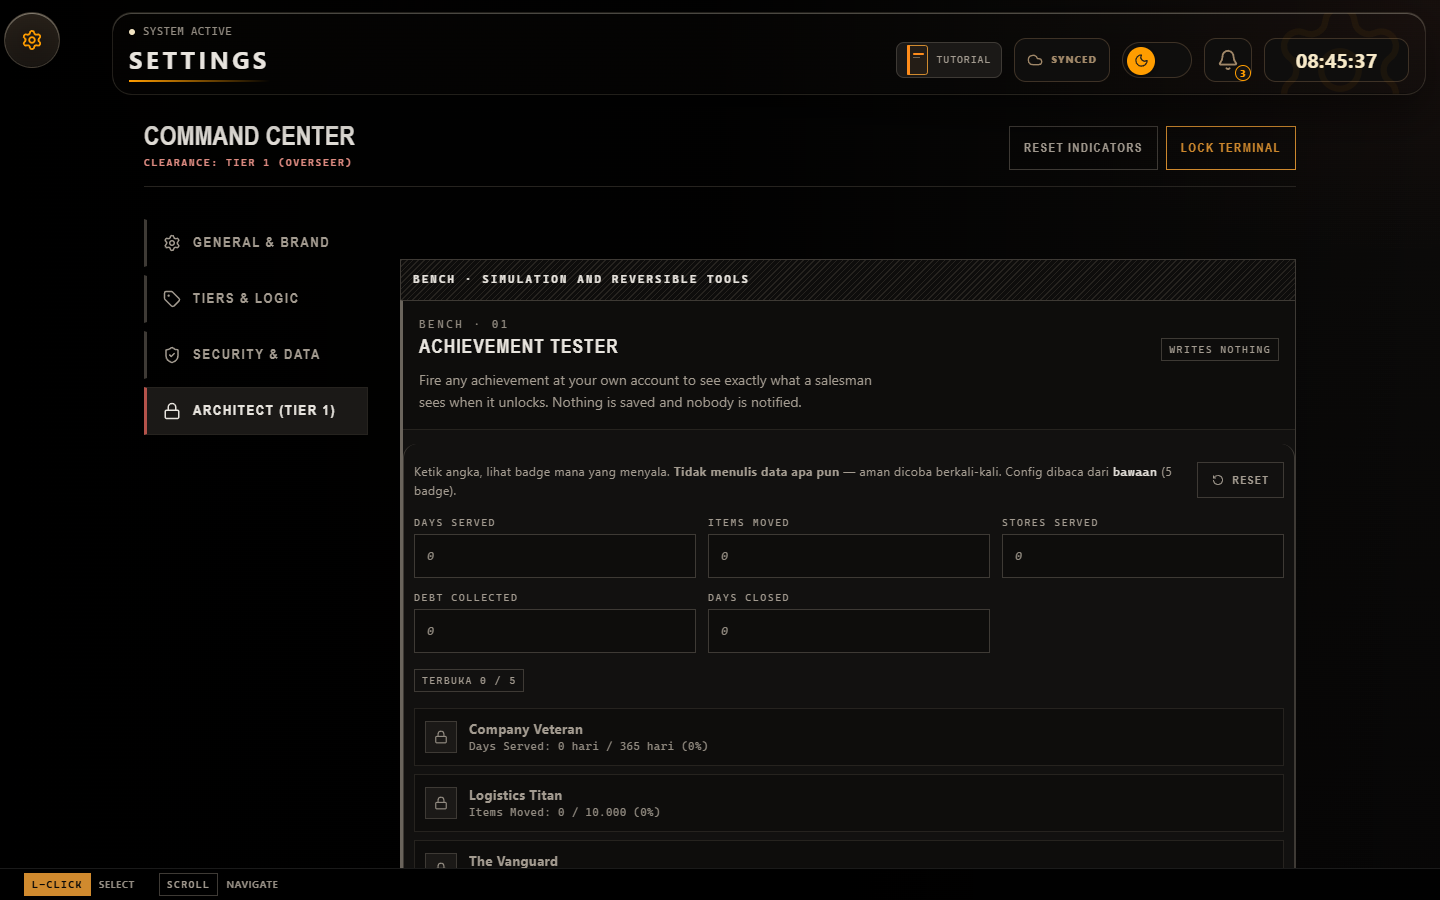 SYSTEM ACTIVE
SETTINGS
TUTORIAL
SYNCED
3
08:45:37
COMMAND CENTER
CLEARANCE: TIER 1 (OVERSEER)
RESET INDICATORS
LOCK TERMINAL
GENERAL & BRAND
TIERS & LOGIC
SECURITY & DATA
ARCHITECT (TIER 1)
BENCH · SIMULATION AND REVERSIBLE TOOLS
BENCH · 01
ACHIEVEMENT TESTER
WRITES NOTHING
Fire any achievement at your own account to see exactly what a salesman
sees when it unlocks. Nothing is saved and nobody is notified.
Ketik angka, lihat badge mana yang menyala. Tidak menulis data apa pun — aman dicoba berkali-kali. Config dibaca dari bawaan (5
badge).
RESET
DAYS SERVED
ITEMS MOVED
STORES SERVED
0
0
0
DEBT COLLECTED
DAYS CLOSED
0
0
TERBUKA 0 / 5
Company Veteran
Days Served: 0 hari / 365 hari (0%)
Logistics Titan
Items Moved: 0 / 10.000 (0%)
The Vanguard
L-CLICK
SELECT
SCROLL
NAVIGATE